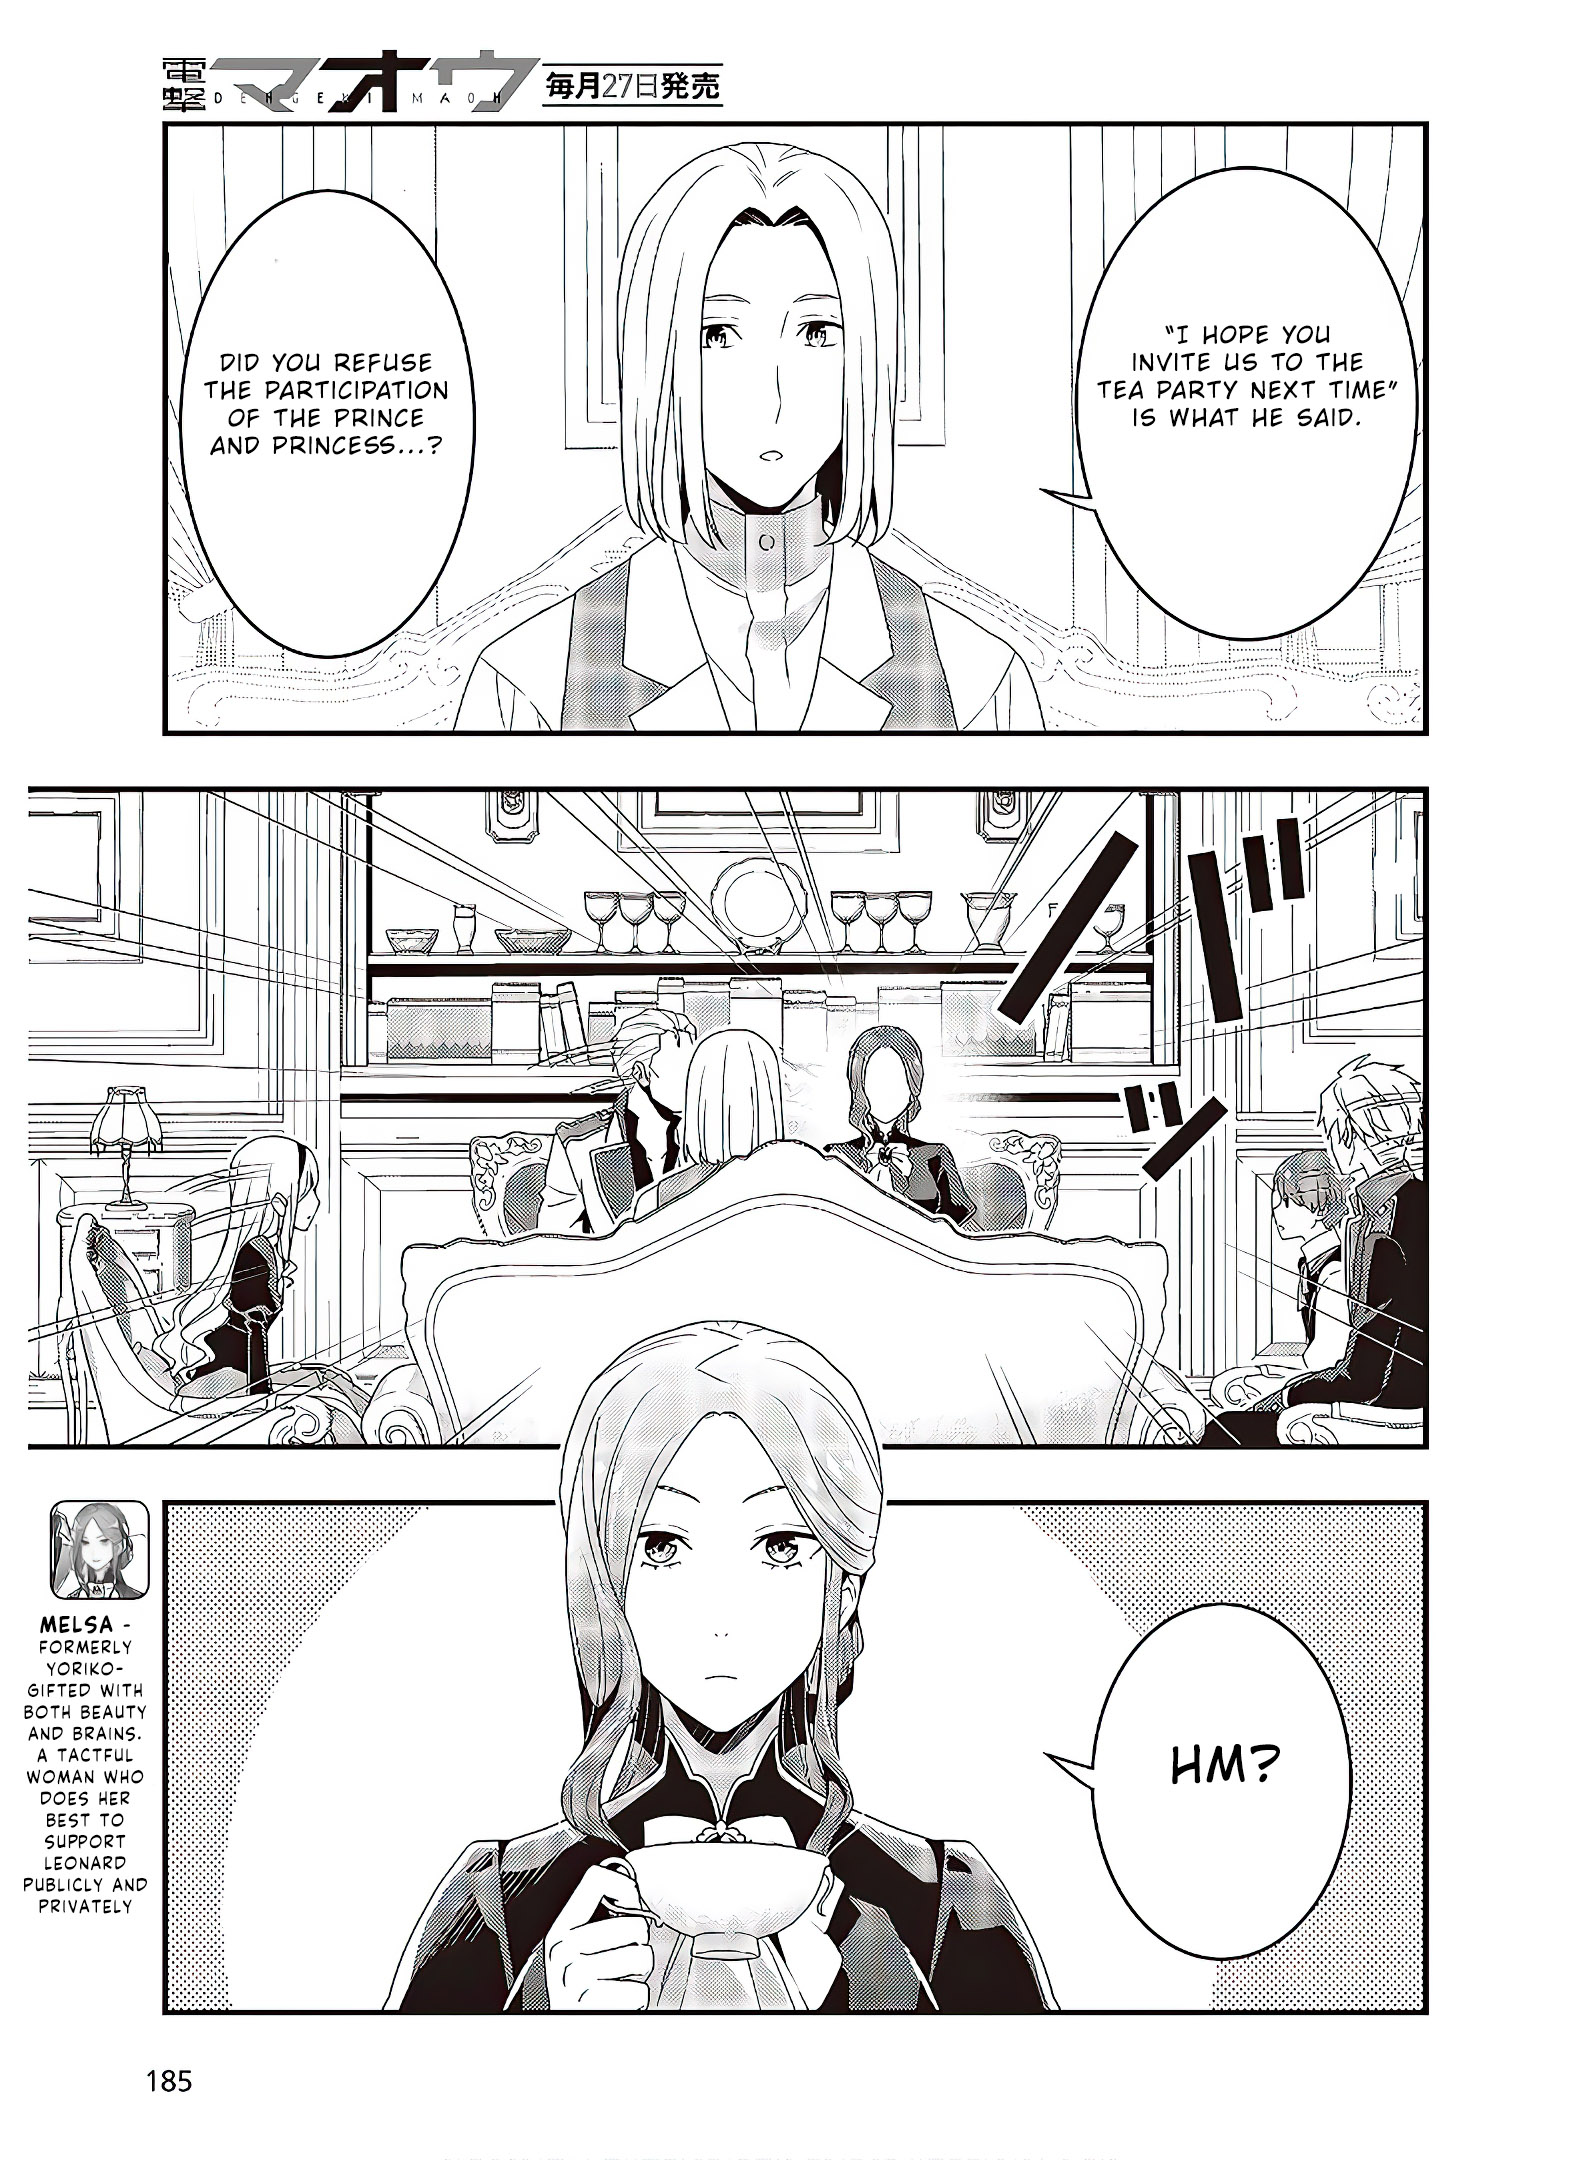 電撃マオウ
DENGEKI MAOH
毎月27日発売
"I HOPE YOU
INVITE US TO THE
TEA PARTY NEXT TIME"
IS WHAT HE SAID.
DID YOU REFUSE
THE PARTICIPATION
OF THE PRINCE
AND PRINCESS...?
バッ
HM?
MELSA -
FORMERLY
YORIKO-
GIFTED WITH
BOTH BEAUTY
AND BRAINS.
A TACTFUL
WOMAN WHO
DOES HER
BEST TO
SUPPORT
LEONARD
PUBLICLY AND
PRIVATELY
185